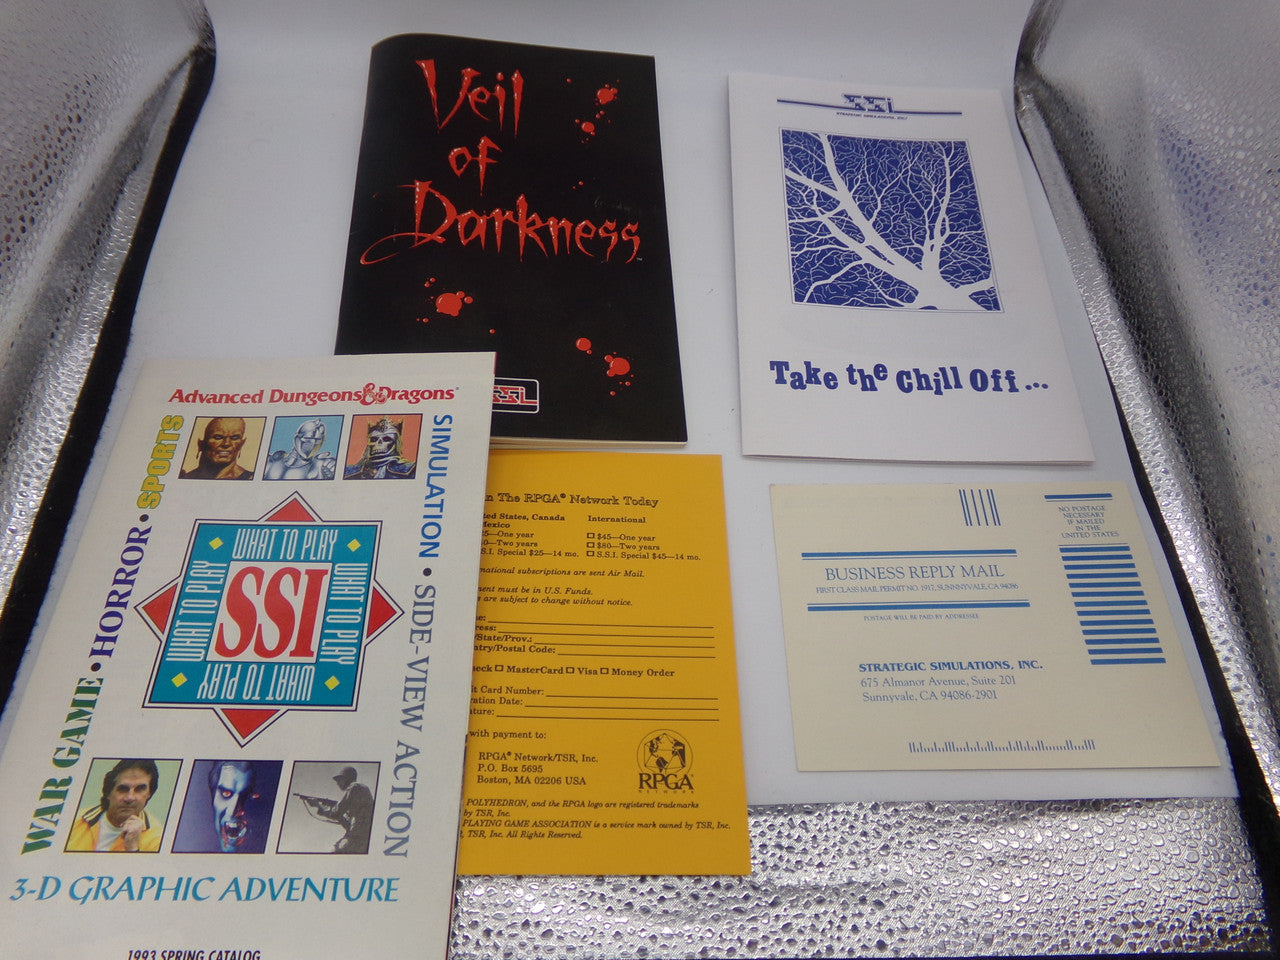 Veil
of
Darkness™
SSI
SSI
STRATEGIC SIMULATIONS, INC.
Take the Chill Off...
Advanced Dungeons & Dragons
SPORTS
HORROR •
WAR GAME •
SIMULATION •
SIDE-VIEW ACTION
WHAT TO PLAY
WHAT TO PLAY
WHAT TO PLAY
WHAT TO PLAY
SSI
3-D GRAPHIC ADVENTURE
1993 SPRING CATALOG
The RPGA® Network Today
States, Canada
International
—One year
☐ $45—One year
—Two years
☐ $80—Two years
S.S.I. Special $25—14 mo.
☐ S.S.I. Special $45—14 mo.
subscriptions are sent Air Mail.
must be in U.S. Funds.
are subject to change without notice.
/State/Prov.:
/Postal Code:
☐ MasterCard ☐ Visa ☐ Money Order
Card Number:
Date:
with payment to:
RPGA® Network/TSR, Inc.
P.O. Box 5695
Boston, MA 02206 USA
RPGA
NETWORK
POLYHEDRON, and the RPGA logo are registered trademarks
by TSR, Inc.
PLAYING GAME ASSOCIATION is a service mark owned by TSR, Inc.
TSR, Inc. All Rights Reserved.
NO POSTAGE
NECESSARY
IF MAILED
IN THE
UNITED STATES
BUSINESS REPLY MAIL
FIRST CLASS MAIL PERMIT NO. 1917, SUNNYVALE, CA 94086
POSTAGE WILL BE PAID BY ADDRESSEE
STRATEGIC SIMULATIONS, INC.
675 Almanor Avenue, Suite 201
Sunnyvale, CA 94086-2901